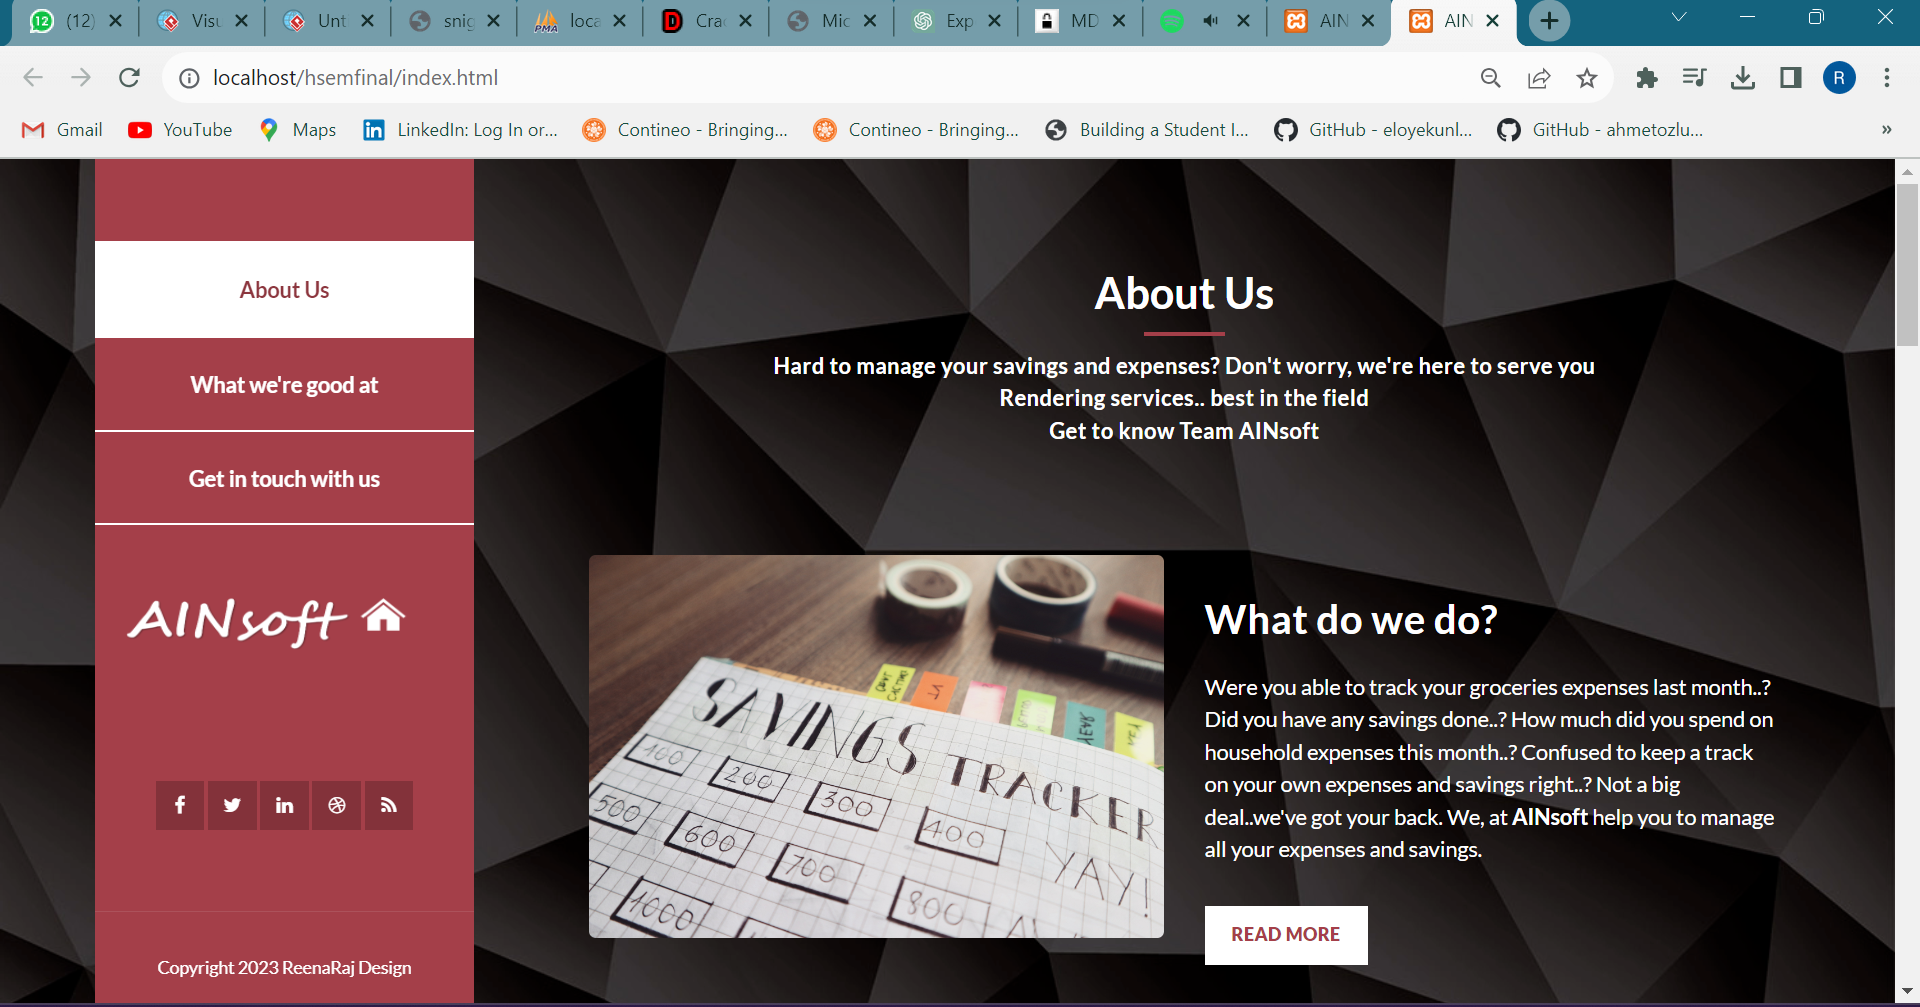 (12)
Visu
Unt
snig
loca
Crac
Mic
Exp
MD
AIN
AIN
localhost/hsemfinal/index.html
R
Gmail
YouTube
Maps
LinkedIn: Log In or...
Contineo - Bringing...
Contineo - Bringing...
Building a Student I...
GitHub - eloyekunl...
GitHub - ahmetozlu...
»
About Us
What we're good at
Get in touch with us
AINsoft
Copyright 2023 ReenaRaj Design
About Us
Hard to manage your savings and expenses? Don't worry, we're here to serve you
Rendering services.. best in the field
Get to know Team AINsoft
SAVINGS TRACKER
100 200 300 400 YAY!
500 600 700 800
1000
What do we do?
Were you able to track your groceries expenses last month..?
Did you have any savings done..? How much did you spend on
household expenses this month..? Confused to keep a track
on your own expenses and savings right..? Not a big
deal..we've got your back. We, at AINsoft help you to manage
all your expenses and savings.
READ MORE